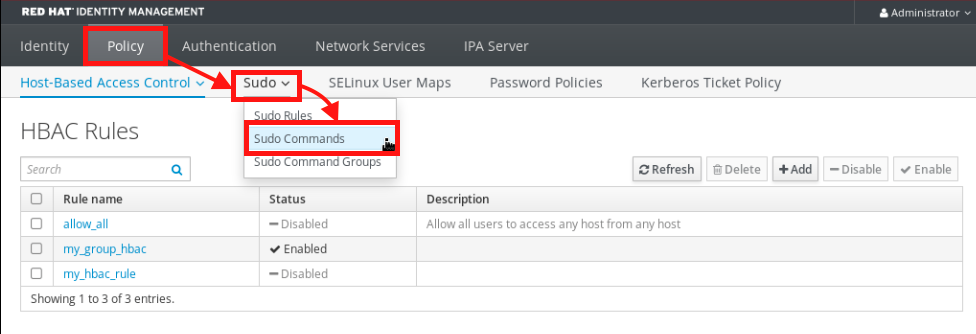 RED HAT® IDENTITY MANAGEMENT
Administrator
Identity Policy Authentication Network Services IPA Server
Host-Based Access Control Sudo SELinux User Maps Password Policies Kerberos Ticket Policy
Sudo Rules
Sudo Commands
Sudo Command Groups
HBAC Rules
Search Refresh Delete Add Disable Enable
Rule name Status Description
allow_all Disabled Allow all users to access any host from any host
my_group_hbac Enabled
my_hbac_rule Disabled
Showing 1 to 3 of 3 entries.